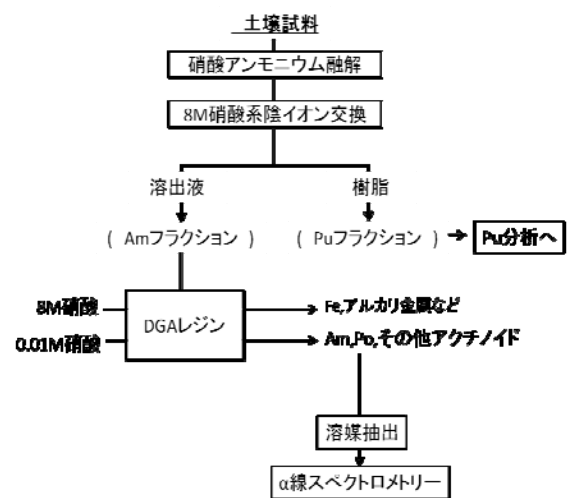 土壌試料
硝酸アンモニウム融解
8M硝酸系陰イオン交換
溶出液 樹脂
( Amフラクション ) ( Puフラクション ) Pu分析へ
8M硝酸 DGAレジン Fe,アルカリ金属など
0.01M硝酸 Am,Po,その他アクチノイド
溶媒抽出
α線スペクトロメトリー